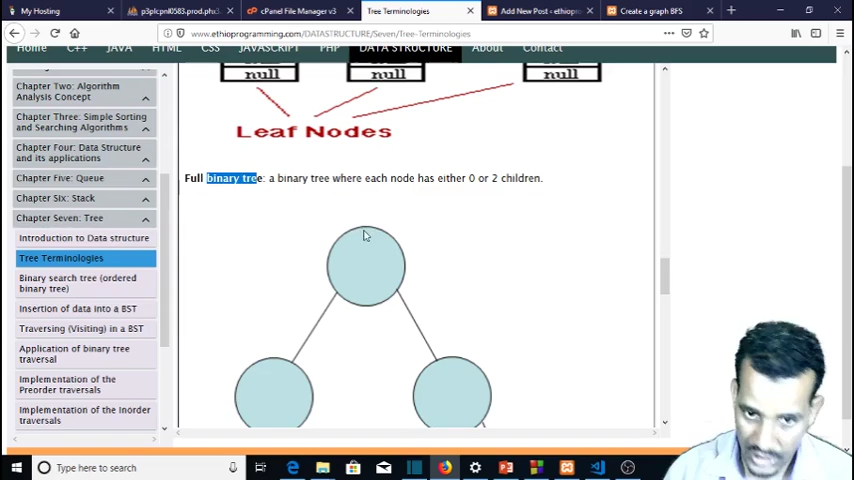 My Hosting
p3plcpnl0583.prod.phx3
cPanel File Manager v3
Tree Terminologies
Add New Post - ethiopro
Create a graph BFS
www.ethioprogramming.com/DATASTRUCTURE/Seven/Tree-Terminologies
Home C++ JAVA HTML CSS JAVASCRIPT PHP DATA STRUCTURE About Contact
Chapter Two: Algorithm
Analysis Concept
Chapter Three: Simple Sorting
and Searching Algorithms
Chapter Four: Data Structure
and its applications
Chapter Five: Queue
Chapter Six: Stack
Chapter Seven: Tree
Introduction to Data structure
Tree Terminologies
Binary search tree (ordered
binary tree)
Insertion of data into a BST
Traversing (Visiting) in a BST
Application of binary tree
traversal
Implementation of the
Preorder traversals
Implementation of the Inorder
traversals
null null null
Leaf Nodes
Full binary tree: a binary tree where each node has either 0 or 2 children.
Type here to search